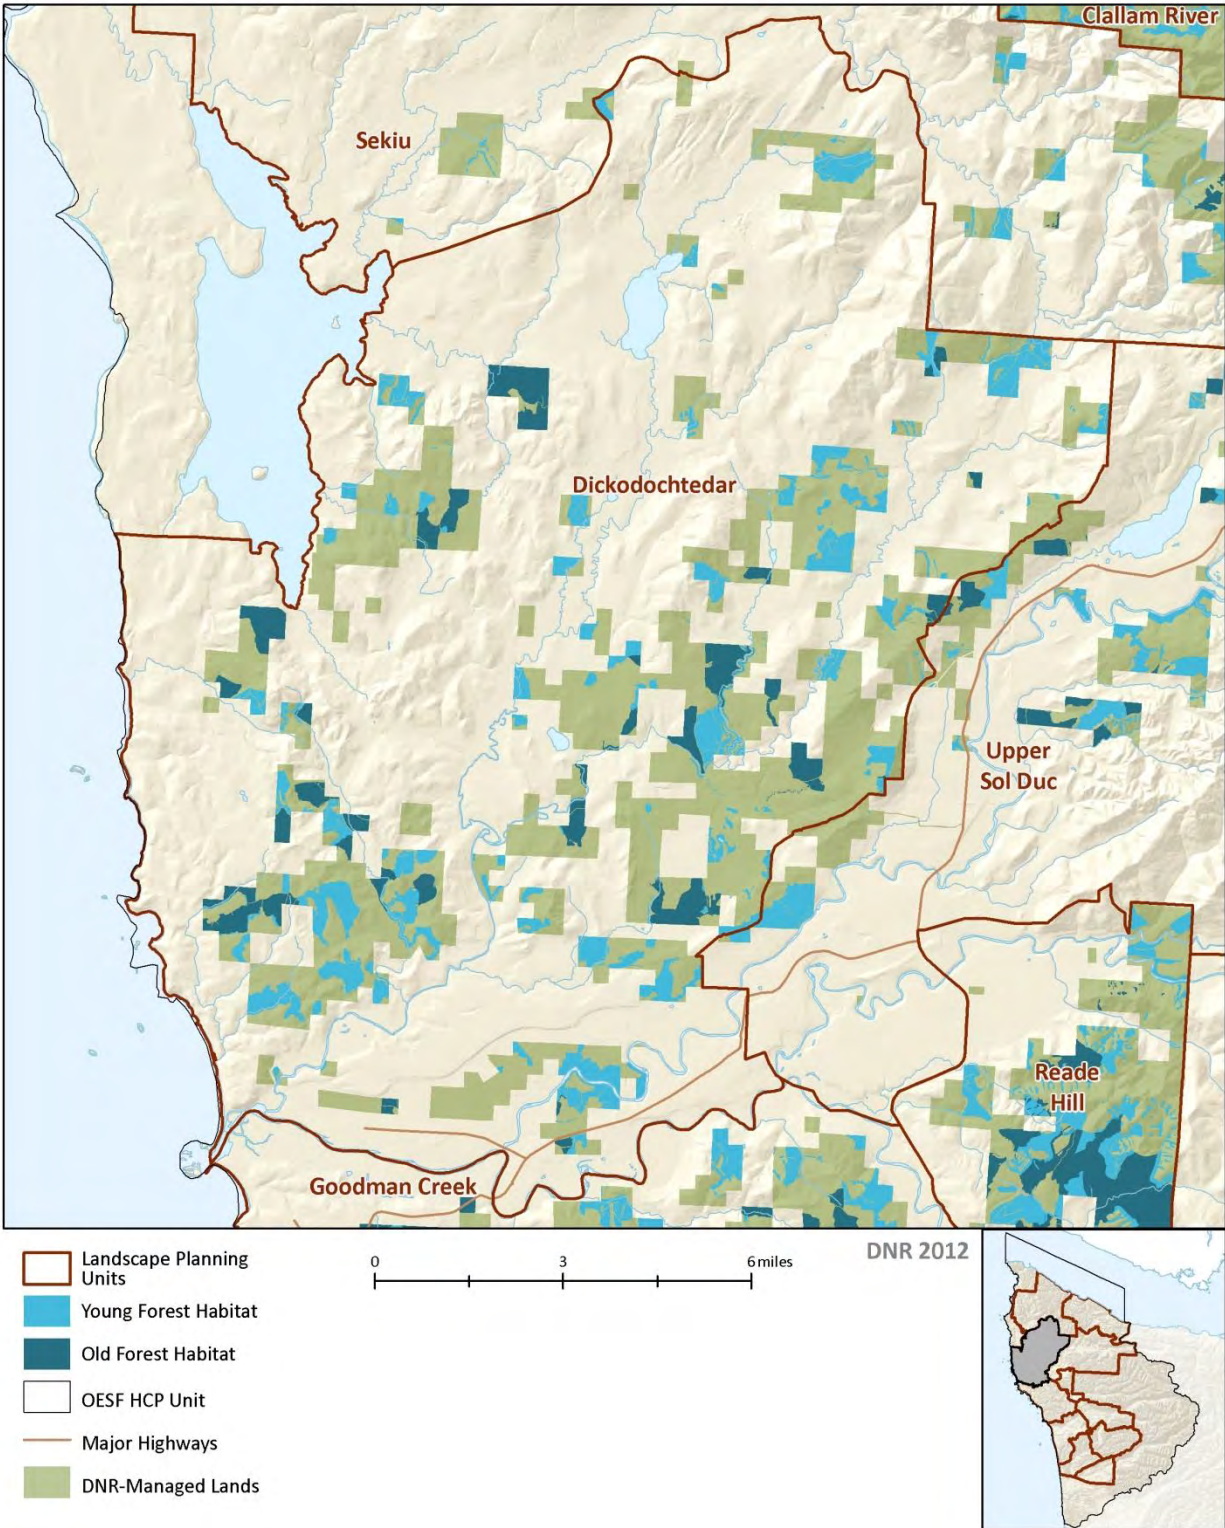 Clallam River
Sekiu
Dickodochtedar
Upper
Sol Duc
Reade
Hill
Goodman Creek
Landscape Planning
Units
Young Forest Habitat
Old Forest Habitat
OESF HCP Unit
Major Highways
DNR-Managed Lands
0 3 6 miles
DNR 2012